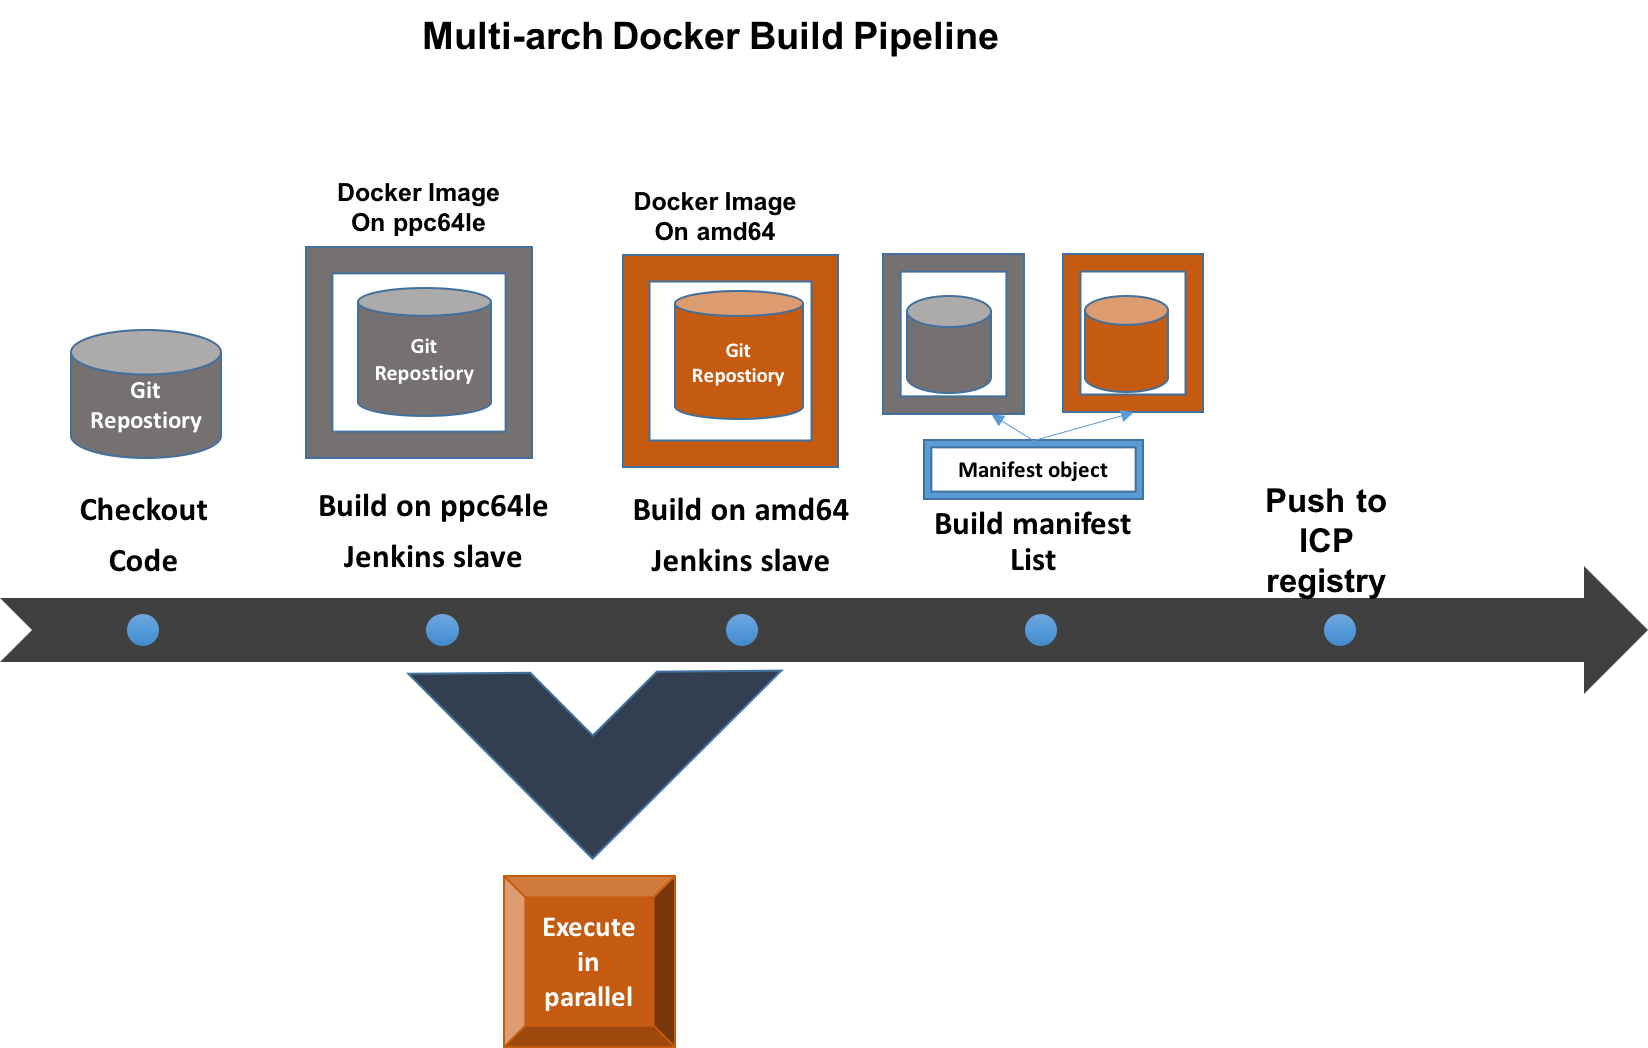 Multi-arch Docker Build Pipeline
Docker Image
On ppc64le
Docker Image
On amd64
Git
Repostiory
Git
Repostiory
Git
Repostiory
Manifest object
Checkout
Code
Build on ppc64le
Jenkins slave
Build on amd64
Jenkins slave
Build manifest
List
Push to
ICP
registry
Execute
in
parallel